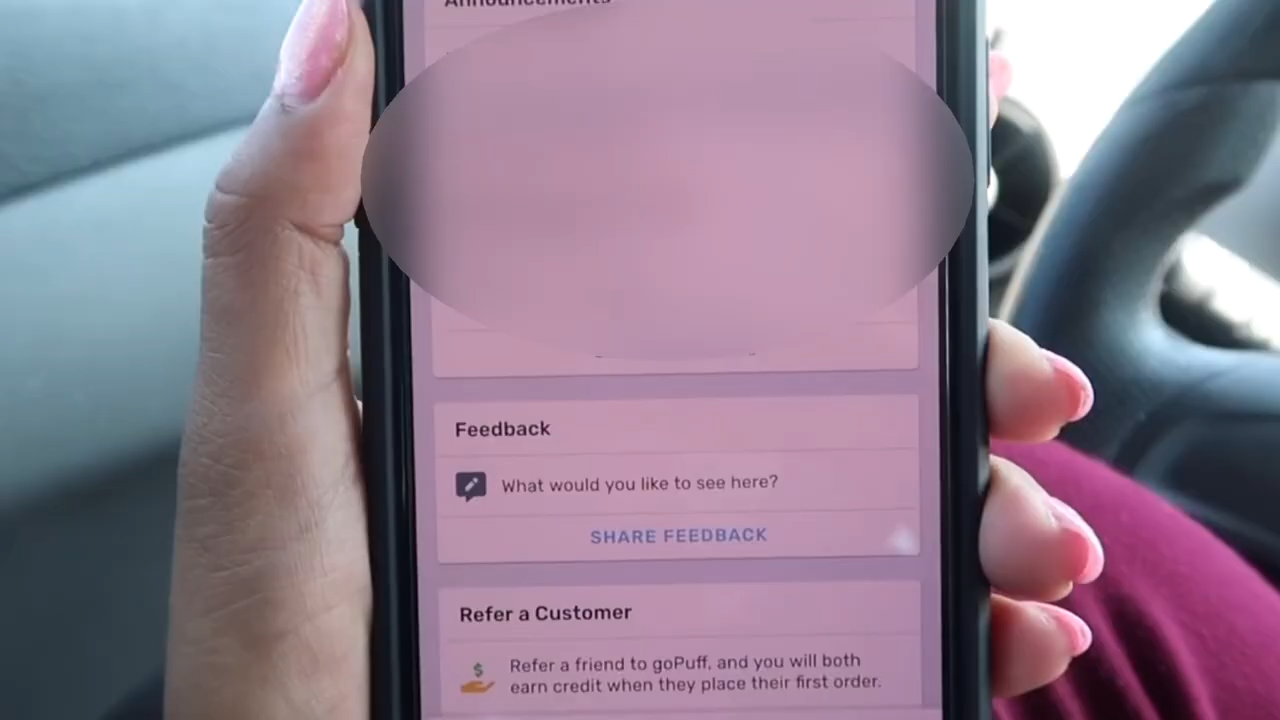 Announcements
Feedback
What would you like to see here?
SHARE FEEDBACK
Refer a Customer
$
Refer a friend to goPuff, and you will both
earn credit when they place their first order.